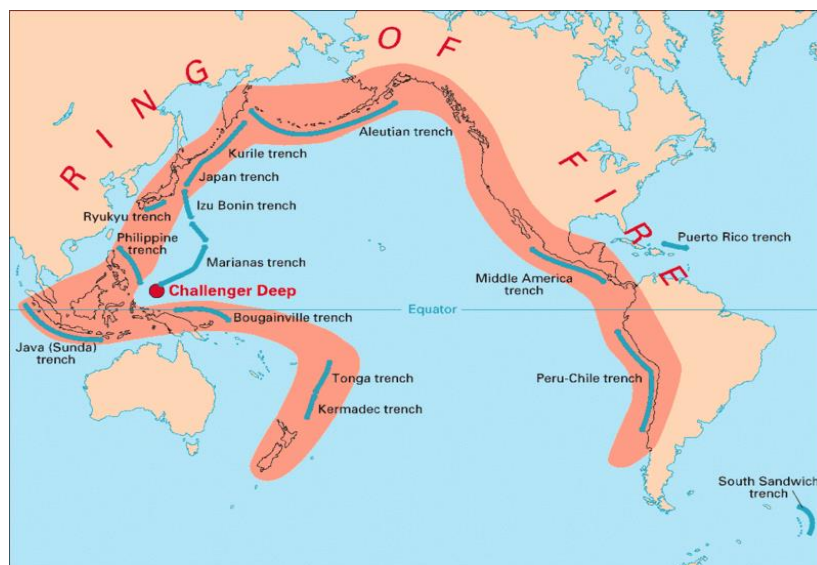 RING OF FIRE
Aleutian trench
Kurile trench
Japan trench
Izu Bonin trench
Ryukyu trench
Philippine
trench
Marianas trench
Challenger Deep
Puerto Rico trench
Middle America
trench
Equator
Bougainville trench
Java (Sunda)
trench
Tonga trench
Kermadec trench
Peru-Chile trench
South Sandwich
trench